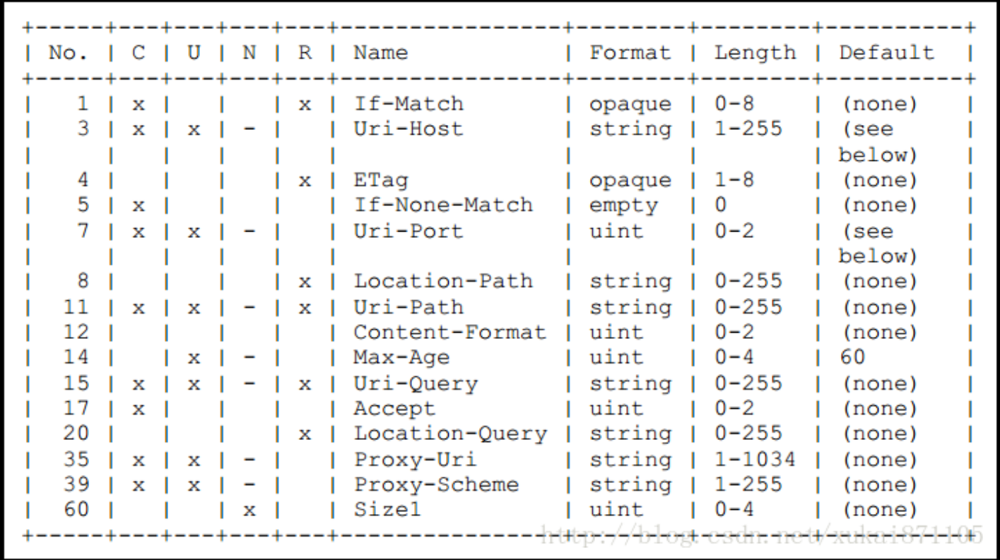 +-----+---+---+---+---+----------------+--------+--------+----------+
| No. | C | U | N | R | Name           | Format | Length | Default  |
+-----+---+---+---+---+----------------+--------+--------+----------+
|   1 | x |   |   | x | If-Match       | opaque | 0-8    | (none)   |
|   3 | x | x | - |   | Uri-Host       | string | 1-255  | (see     |
|     |   |   |   |   |                |        |        | below)   |
|   4 |   |   |   | x | ETag           | opaque | 1-8    | (none)   |
|   5 | x |   |   |   | If-None-Match  | empty  | 0      | (none)   |
|   7 | x | x | - |   | Uri-Port       | uint   | 0-2    | (see     |
|     |   |   |   |   |                |        |        | below)   |
|   8 |   |   |   | x | Location-Path  | string | 0-255  | (none)   |
|  11 | x | x | - | x | Uri-Path       | string | 0-255  | (none)   |
|  12 |   |   |   |   | Content-Format | uint   | 0-2    | (none)   |
|  14 |   | x | - |   | Max-Age        | uint   | 0-4    | 60       |
|  15 | x | x | - | x | Uri-Query      | string | 0-255  | (none)   |
|  17 | x |   |   |   | Accept         | uint   | 0-2    | (none)   |
|  20 |   |   |   | x | Location-Query | string | 0-255  | (none)   |
|  35 | x | x | - |   | Proxy-Uri      | string | 1-1034 | (none)   |
|  39 | x | x | - |   | Proxy-Scheme   | string | 1-255  | (none)   |
|  60 |   |   | x |   | Size1          | uint   | 0-4    | (none)   |
+-----+---+---+---+---+----------------+--------+--------+----------+
http://blog.csdn.net/xukai871105